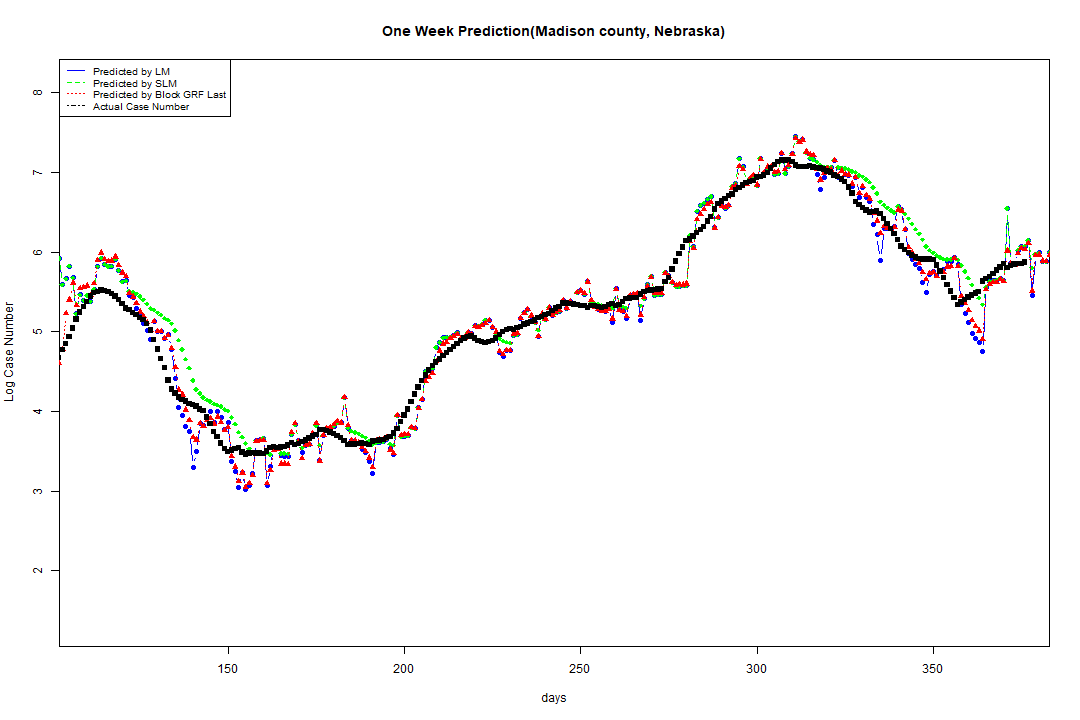 One Week Prediction(Madison county, Nebraska)
Predicted by LM
Predicted by SLM
Predicted by Block GRF Last
Actual Case Number
8
7
6
5
4
3
2
Log Case Number
150 200 250 300 350
days